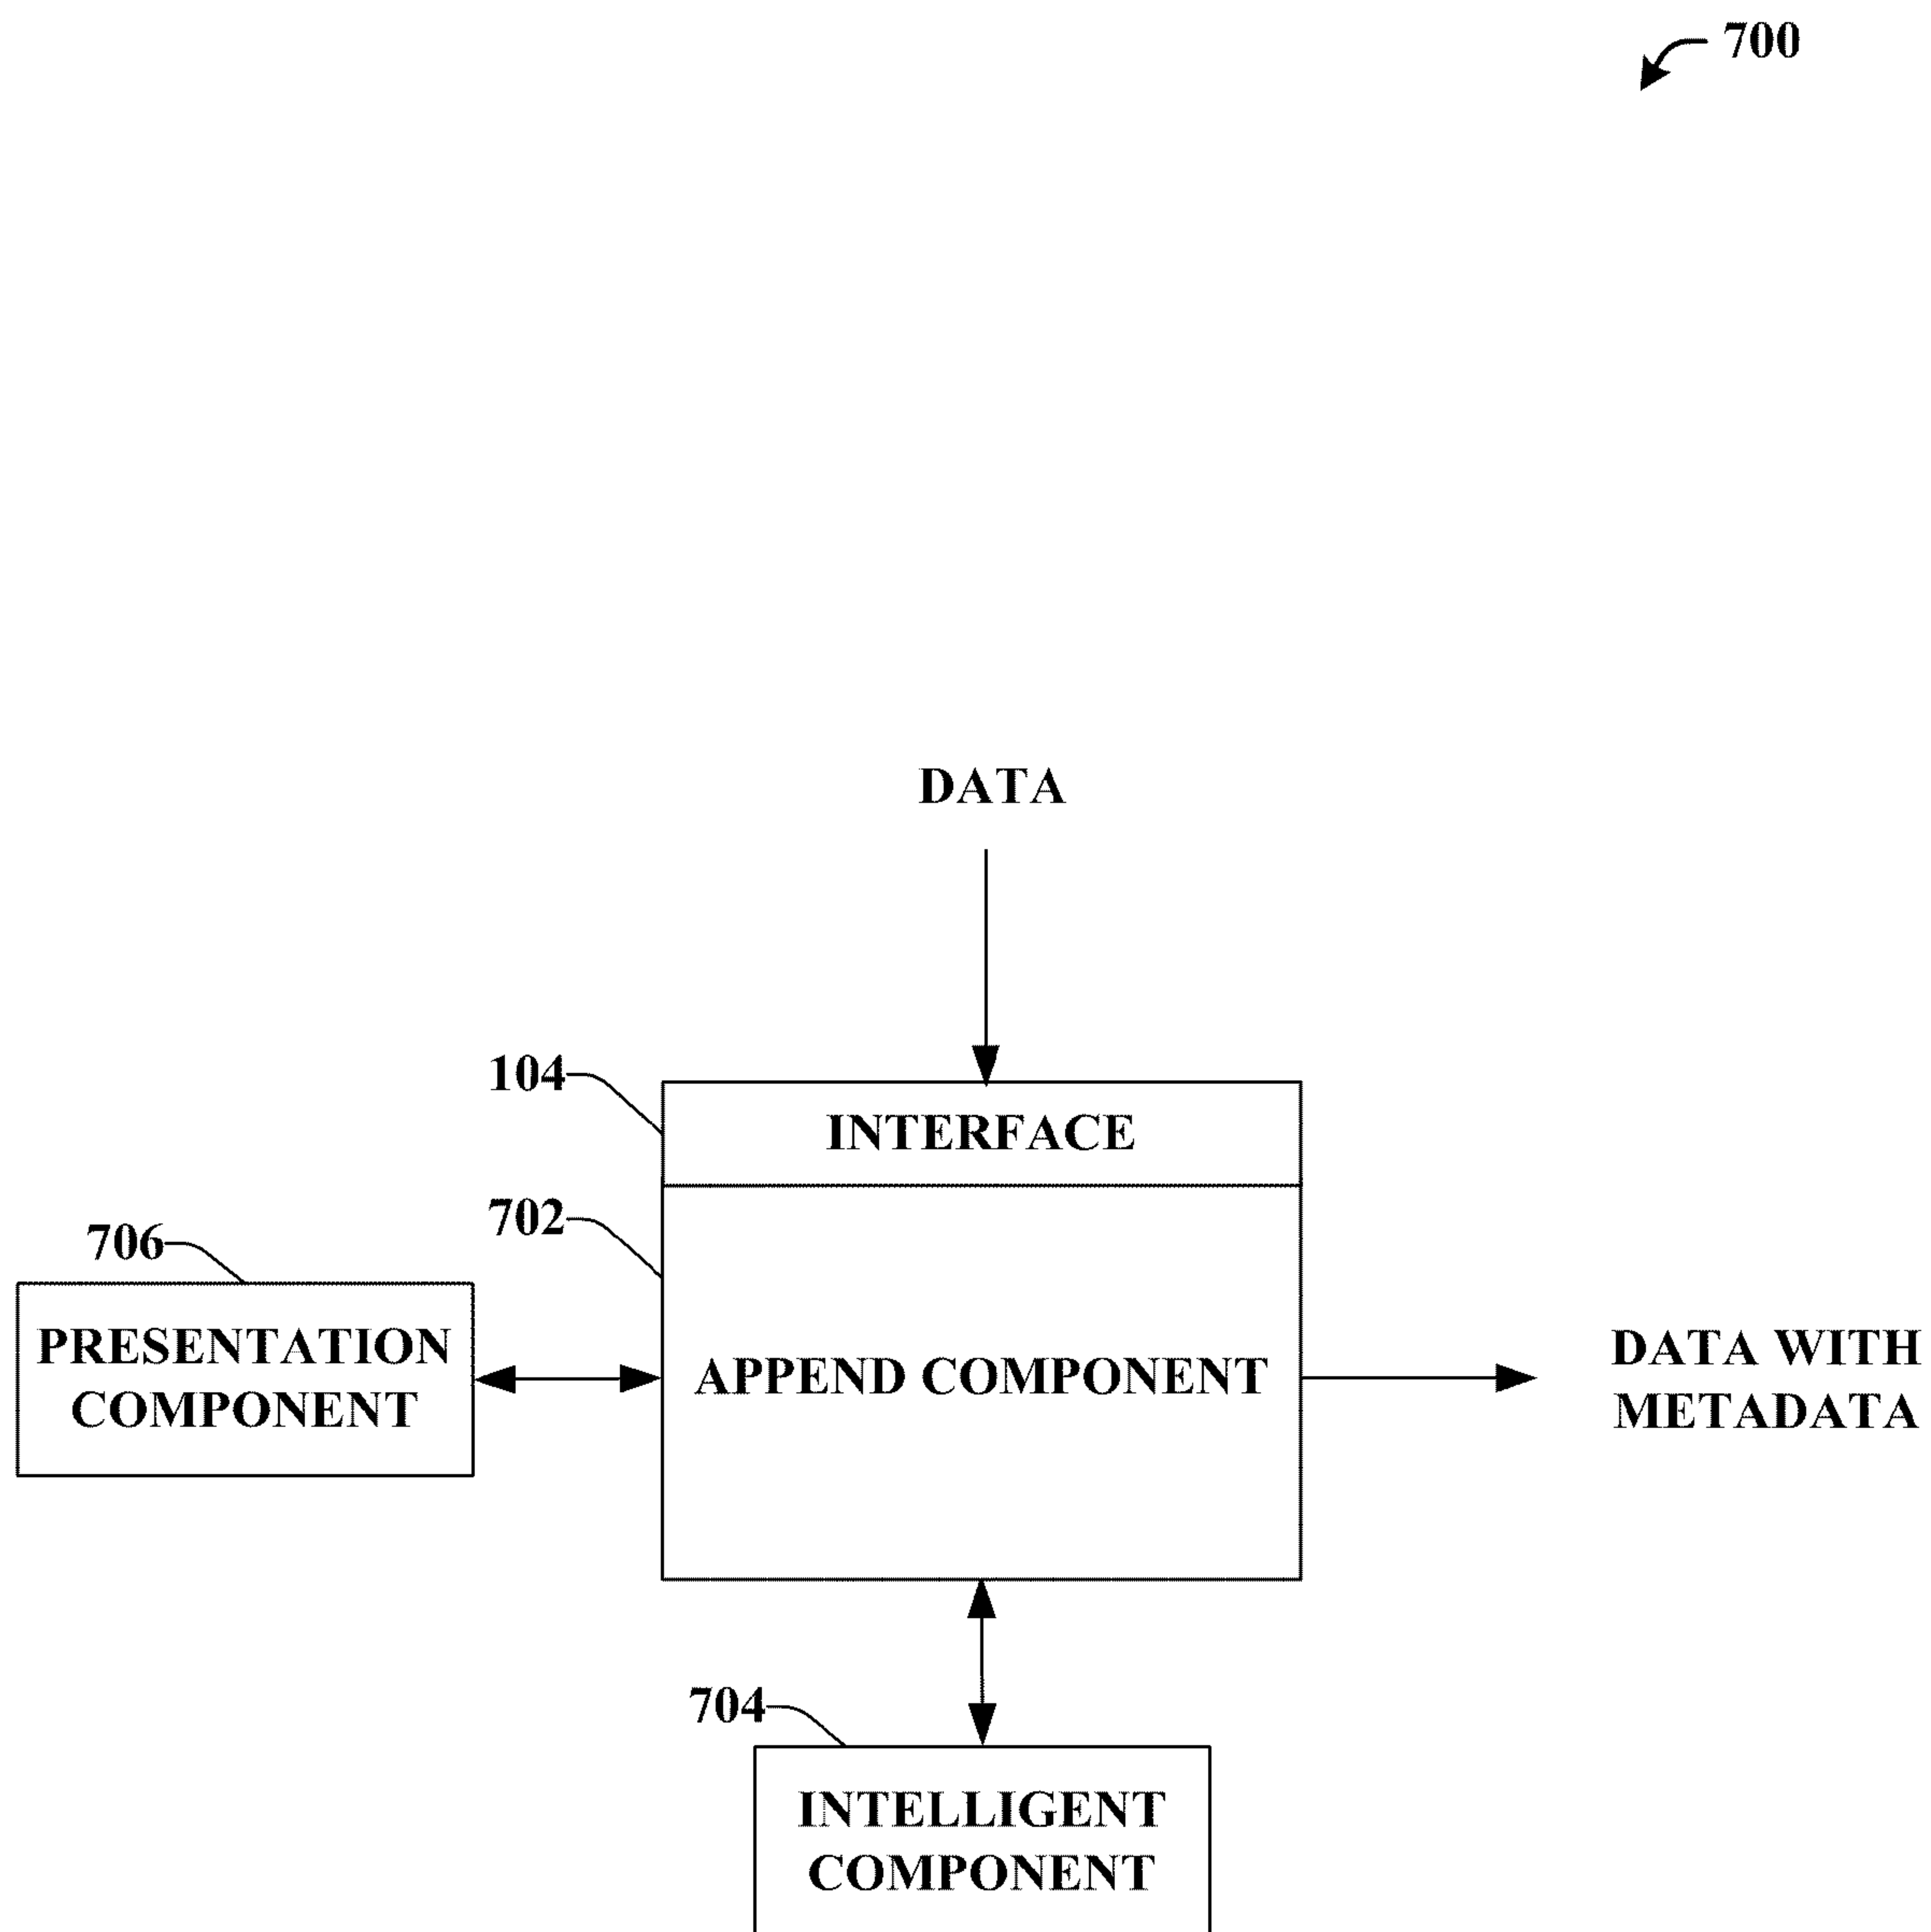 700
DATA
104
INTERFACE
702
706
PRESENTATION
COMPONENT
APPEND COMPONENT
DATA WITH
METADATA
704
INTELLIGENT
COMPONENT